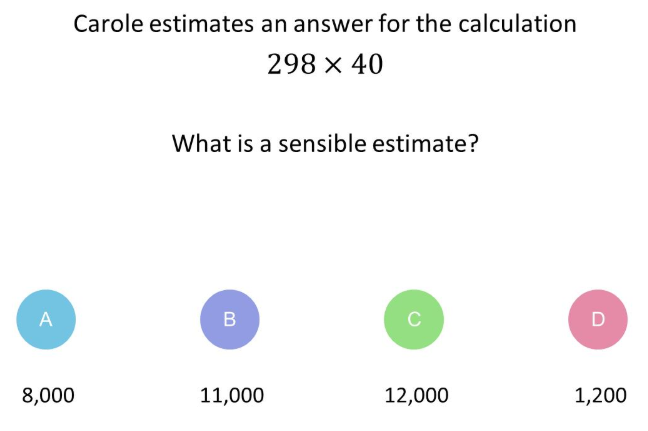 Carole estimates an answer for the calculation
298 × 40
What is a sensible estimate?
A B C D
8,000 11,000 12,000 1,200